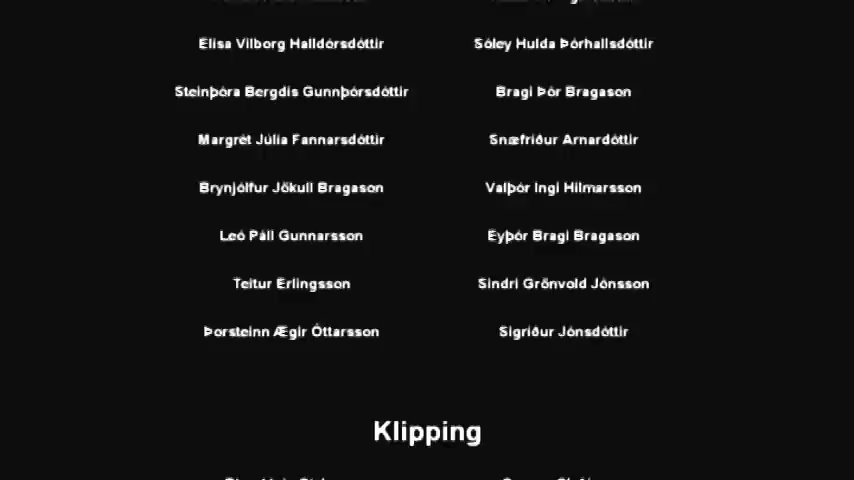 Elísa Vilborg Halldórsdóttir Sóley Hulda Þórhallsdóttir
Steinþóra Bergdís Gunnþórsdóttir Bragi Þór Bragason
Margrét Júlía Fannarsdóttir Snæfríður Arnardóttir
Brynjólfur Jökull Bragason Valþór Ingi Hilmarsson
Leó Páll Gunnarsson Eyþór Bragi Bragason
Teitur Erlingsson Sindri Grönvold Jónsson
Þorsteinn Ægir Óttarsson Sigríður Jónsdóttir
Klipping